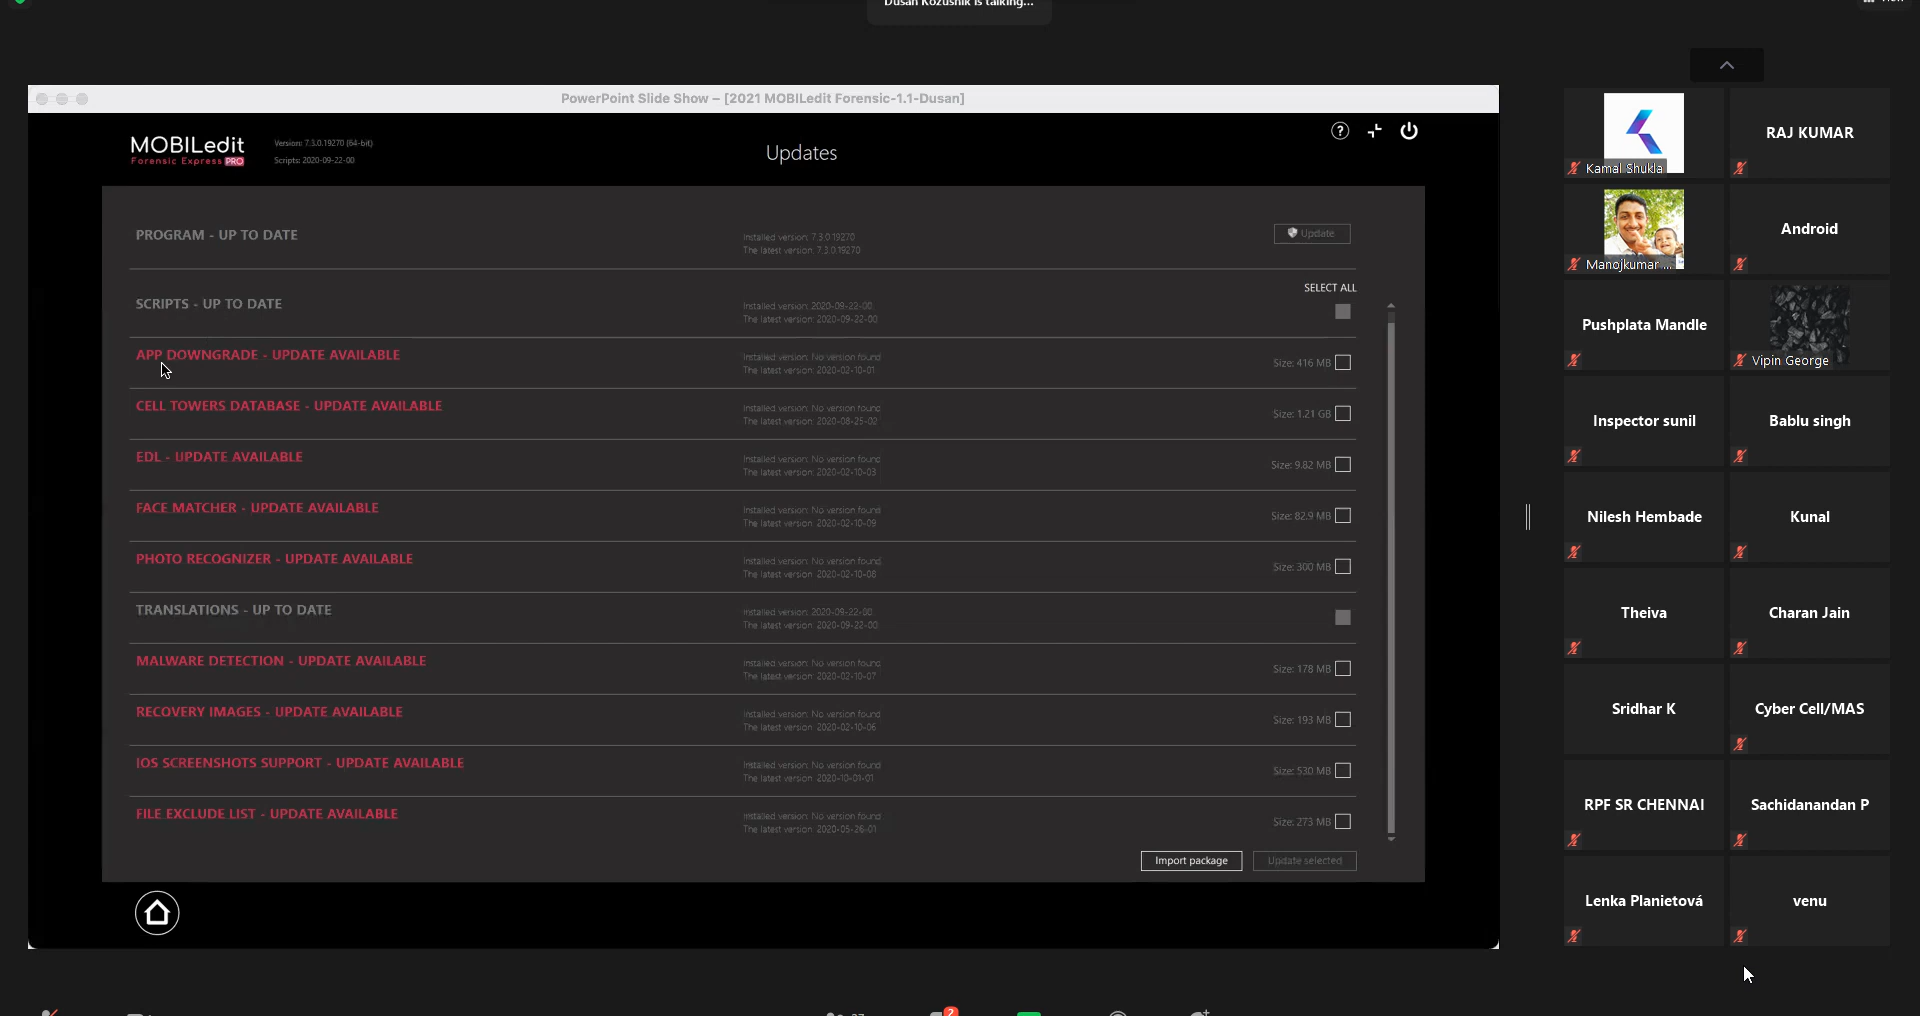 Dusan Kozusnik is talking...
View
PowerPoint Slide Show – [2021 MOBILedit Forensic-1.1-Dusan]
MOBILedit
Forensic Express PRO
Version: 7.3.0.19270 (64-bit)
Scripts: 2020-09-22-00
Updates
PROGRAM - UP TO DATE
Installed version: 7.3.0.19270
The latest version: 7.3.0.19270
Update
SELECT ALL
SCRIPTS - UP TO DATE
Installed version: 2020-09-22-00
The latest version: 2020-09-22-00
APP DOWNGRADE - UPDATE AVAILABLE
Installed version: No version found
The latest version: 2020-02-10-01
Size: 416 MB
CELL TOWERS DATABASE - UPDATE AVAILABLE
Installed version: No version found
The latest version: 2020-08-25-02
Size: 1.21 GB
EDL - UPDATE AVAILABLE
Installed version: No version found
The latest version: 2020-02-10-03
Size: 9.82 MB
FACE MATCHER - UPDATE AVAILABLE
Installed version: No version found
The latest version: 2020-02-10-09
Size: 82.9 MB
PHOTO RECOGNIZER - UPDATE AVAILABLE
Installed version: No version found
The latest version: 2020-02-10-08
Size: 300 MB
TRANSLATIONS - UP TO DATE
Installed version: 2020-09-22-00
The latest version: 2020-09-22-00
MALWARE DETECTION - UPDATE AVAILABLE
Installed version: No version found
The latest version: 2020-02-10-07
Size: 178 MB
RECOVERY IMAGES - UPDATE AVAILABLE
Installed version: No version found
The latest version: 2020-02-10-06
Size: 193 MB
IOS SCREENSHOTS SUPPORT - UPDATE AVAILABLE
Installed version: No version found
The latest version: 2020-10-01-01
Size: 530 MB
FILE EXCLUDE LIST - UPDATE AVAILABLE
Installed version: No version found
The latest version: 2020-05-26-01
Size: 273 MB
Import package
Update selected
Kamal Shukla
RAJ KUMAR
Manojkumar ...
Android
Pushplata Mandle
Vipin George
Inspector sunil
Bablu singh
Nilesh Hembade
Kunal
Theiva
Charan Jain
Sridhar K
Cyber Cell/MAS
RPF SR CHENNAI
Sachidanandan P
Lenka Planietová
venu
2